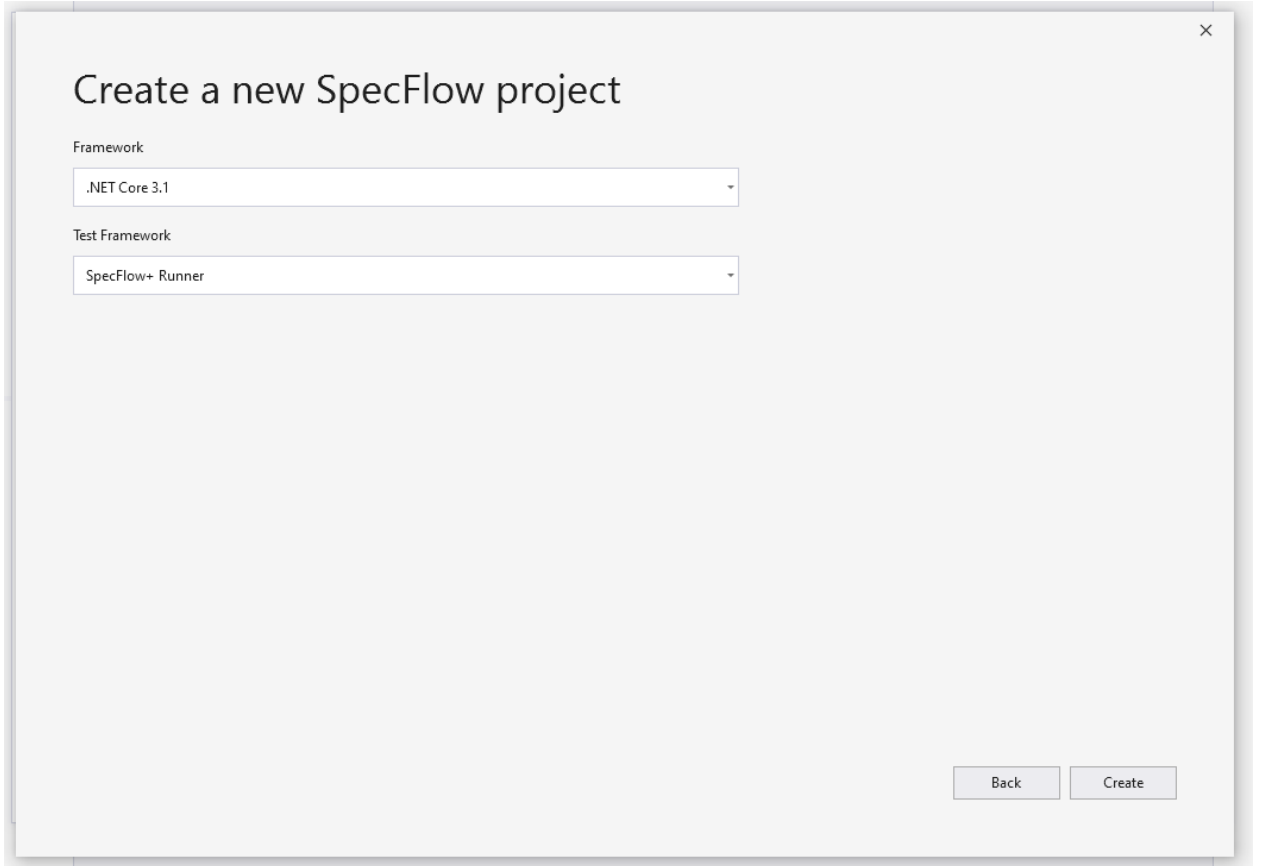 Create a new SpecFlow project
Framework
.NET Core 3.1
Test Framework
SpecFlow+ Runner
Back Create